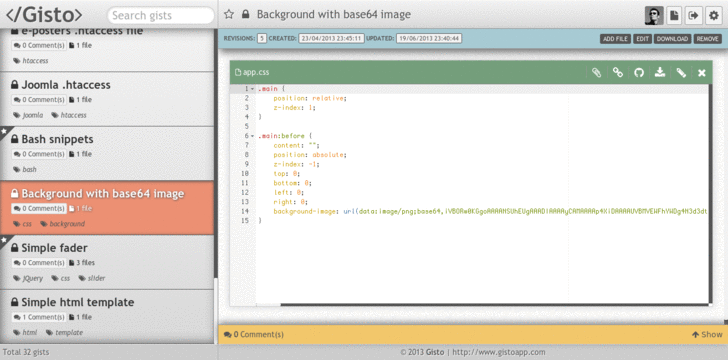 </Gisto>
Search gists
e-posters .htaccess file
0 Comment(s) 1 file
htaccess
Joomla .htaccess
0 Comment(s) 1 file
Joomla htaccess
Bash snippets
0 Comment(s) 1 file
bash
Background with base64 image
0 Comment(s) 1 file
css background
Simple fader
0 Comment(s) 3 files
JQuery css slider
Simple html template
1 Comment(s) 1 file
html template
Total 32 gists
Background with base64 image
REVISIONS: 5 CREATED: 23/04/2013 23:45:11 UPDATED: 19/06/2013 23:40:44
ADD FILE EDIT DOWNLOAD REMOVE
app.css
1 .main {
2 position: relative;
3 z-index: 1;
4 }
5
6 .main:before {
7 content: "";
8 position: absolute;
9 z-index: -1;
10 top: 0;
11 bottom: 0;
12 left: 0;
13 right: 0;
14 background-image: url(data:image/png;base64,
15 }
0 Comment(s) Show
© 2013 Gisto | http://www.gistoapp.com